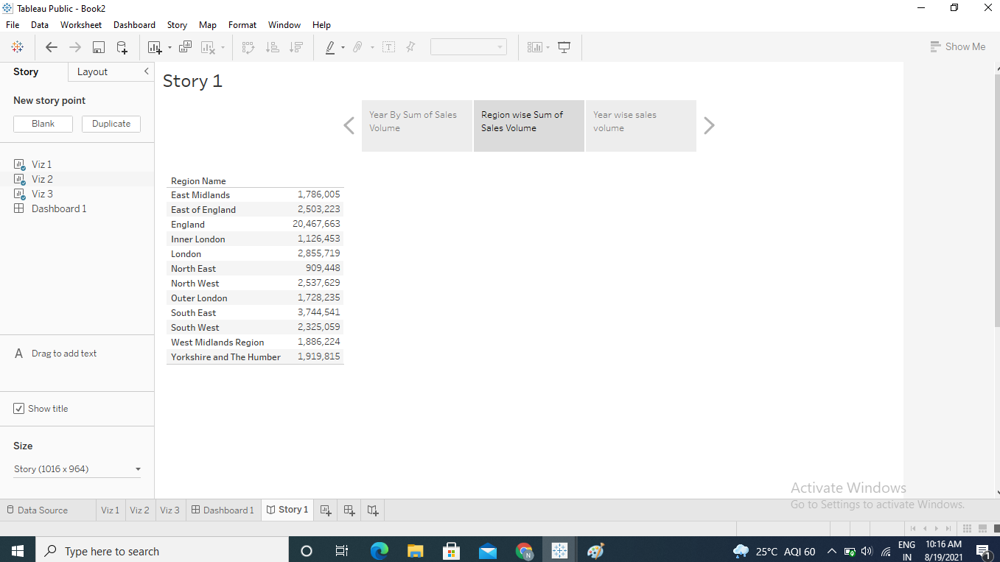 Tableau Public - Book2
File Data Worksheet Dashboard Story Map Format Window Help
Show Me
Story Layout
New story point
Blank Duplicate
Viz 1
Viz 2
Viz 3
Dashboard 1
A Drag to add text
Show title
Size
Story (1016 x 964)
Story 1
Year By Sum of Sales
Volume
Region wise Sum of
Sales Volume
Year wise sales
volume
Region Name
East Midlands 1,786,005
East of England 2,503,223
England 20,467,663
Inner London 1,126,453
London 2,855,719
North East 909,448
North West 2,537,629
Outer London 1,728,235
South East 3,744,541
South West 2,325,059
West Midlands Region 1,886,224
Yorkshire and The Humber 1,919,815
Activate Windows
Go to Settings to activate Windows.
Data Source Viz 1 Viz 2 Viz 3 Dashboard 1 Story 1
Type here to search
N
25°C AQI 60
ENG
IN
10:16 AM
8/19/2021
1